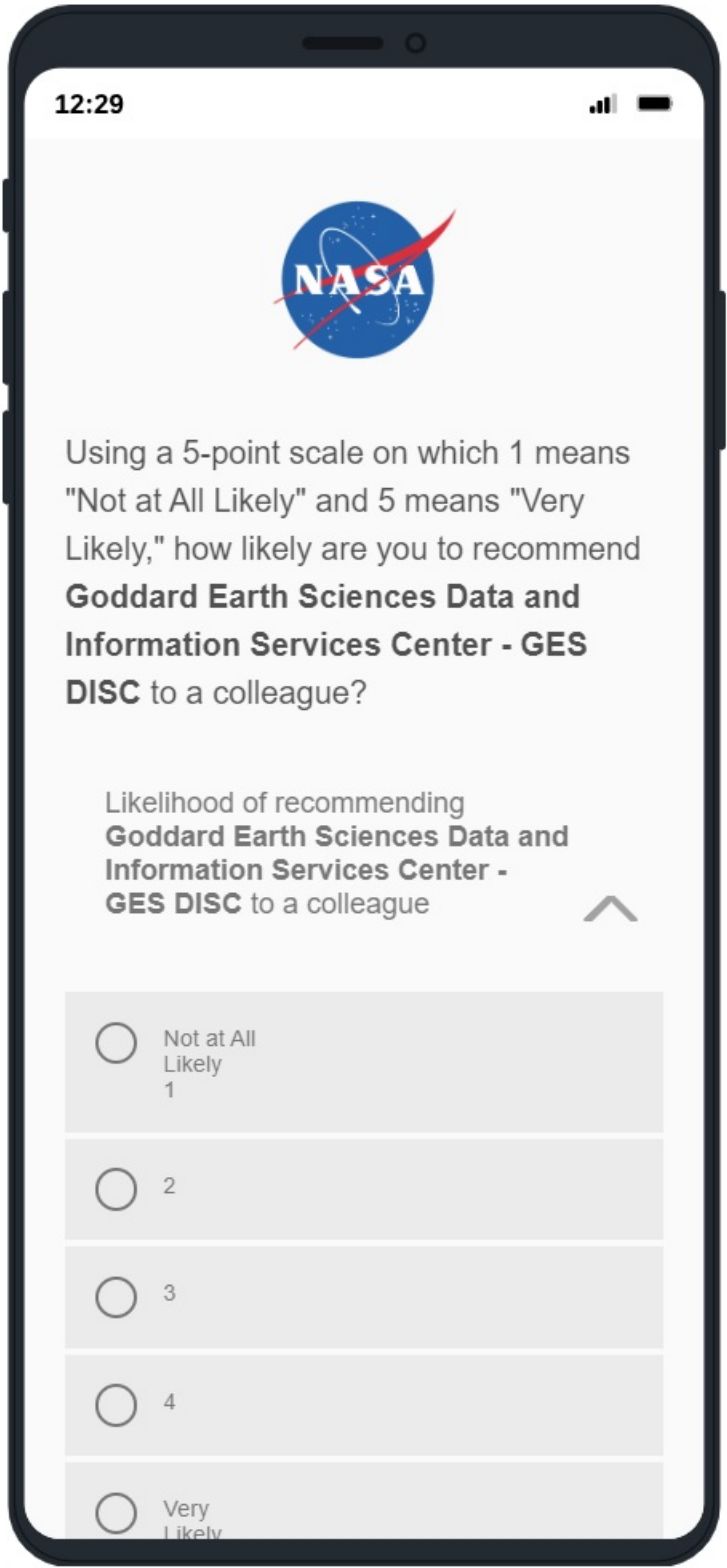 12:29
NASA
Using a 5-point scale on which 1 means
"Not at All Likely" and 5 means "Very
Likely," how likely are you to recommend
Goddard Earth Sciences Data and
Information Services Center - GES
DISC to a colleague?
Likelihood of recommending
Goddard Earth Sciences Data and
Information Services Center -
GES DISC to a colleague
Not at All
Likely
1
2
3
4
Very
Likely